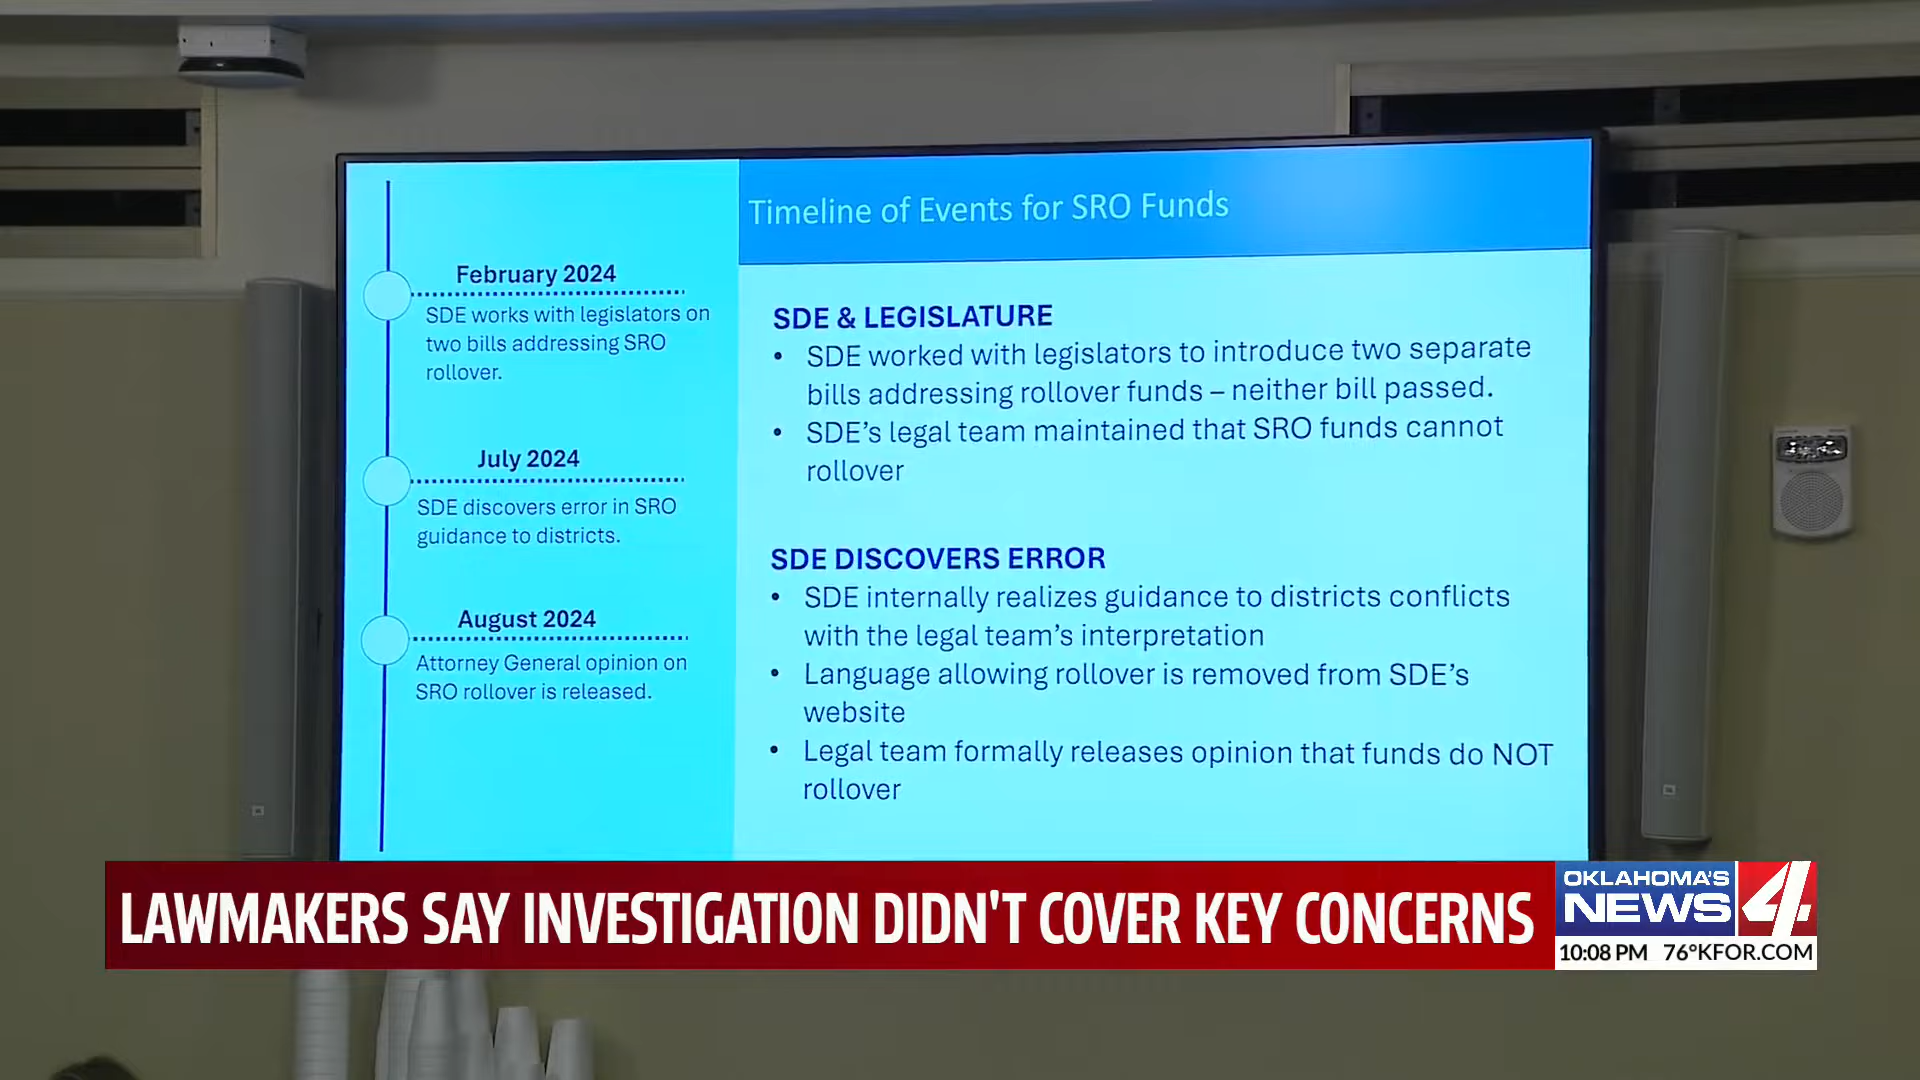 Timeline of Events for SRO Funds
February 2024
SDE works with legislators on
two bills addressing SRO
rollover.
July 2024
SDE discovers error in SRO
guidance to districts.
August 2024
Attorney General opinion on
SRO rollover is released.
SDE & LEGISLATURE
• SDE worked with legislators to introduce two separate
bills addressing rollover funds – neither bill passed.
• SDE's legal team maintained that SRO funds cannot
rollover
SDE DISCOVERS ERROR
• SDE internally realizes guidance to districts conflicts
with the legal team's interpretation
• Language allowing rollover is removed from SDE's
website
• Legal team formally releases opinion that funds do NOT
rollover
LAWMAKERS SAY INVESTIGATION DIDN'T COVER KEY CONCERNS
OKLAHOMA'S
NEWS 4
10:08 PM 76° KFOR.COM